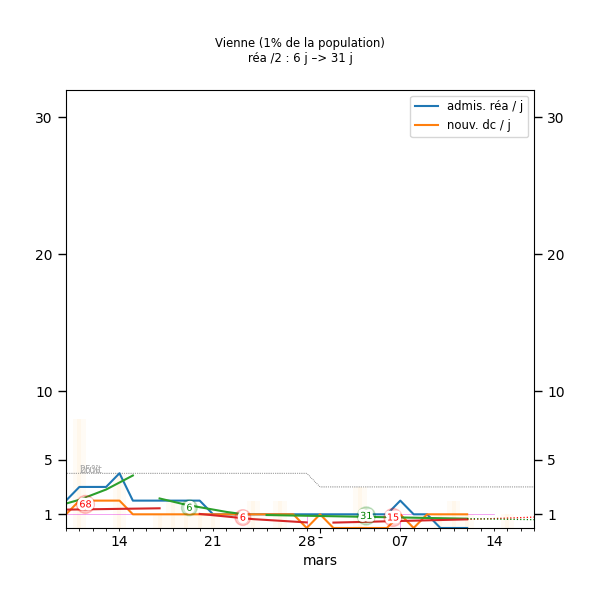 Vienne (1% de la population)
réa /2 : 6 j –> 31 j
admis. réa / j
nouv. dc / j
30 30
20 20
10 10
5 5
1 1
68 6 6 31 15
14 21 28 07 14
mars